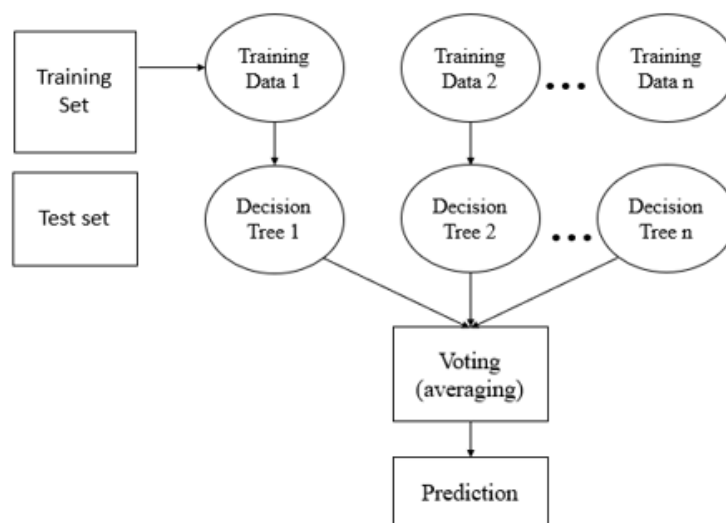 Training
Set
Training
Data 1
Training
Data 2
...
Training
Data n
Test set
Decision
Tree 1
Decision
Tree 2
...
Decision
Tree n
Voting
(averaging)
Prediction